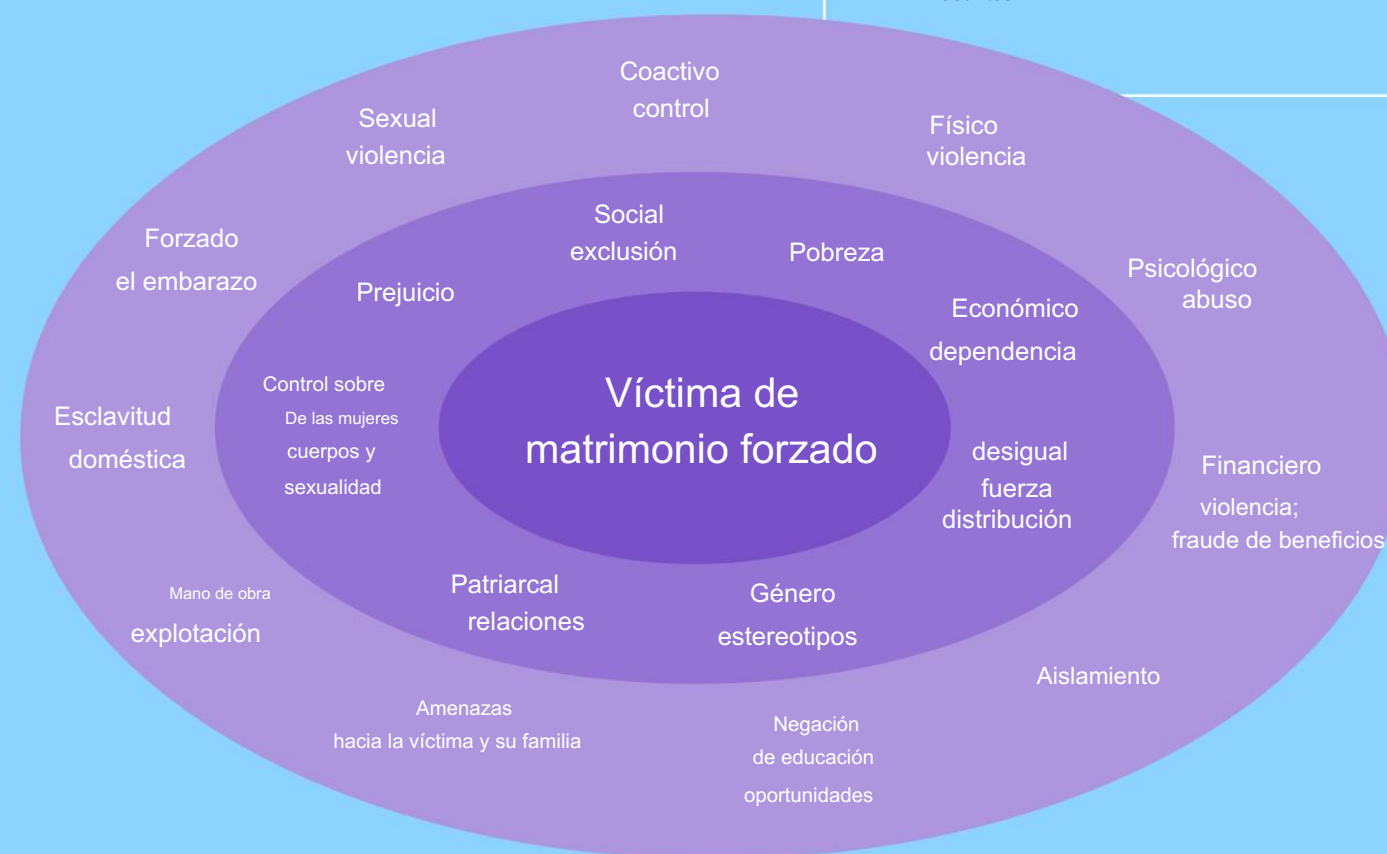 Coactivo
control
Sexual
violencia
Físico
violencia
Social
exclusión
Pobreza
Forzado
el embarazo
Prejuicio
Psicológico
abuso
Económico
dependencia
Control sobre
De las mujeres
cuerpos y
sexualidad
Víctima de
matrimonio forzado
Esclavitud
doméstica
desigual
fuerza
distribución
Financiero
violencia;
fraude de beneficios
Patriarcal
relaciones
Género
estereotipos
Mano de obra
explotación
Aislamiento
Amenazas
hacia la víctima y su familia
Negación
de educación
oportunidades